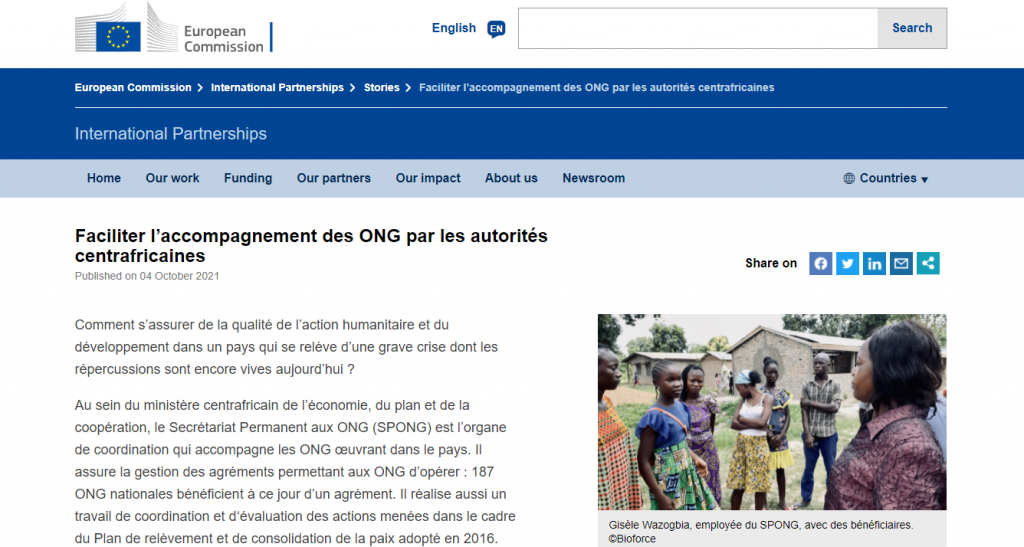 European
Commission
English EN
Search
European Commission > International Partnerships > Stories > Faciliter l’accompagnement des ONG par les autorités centrafricaines
International Partnerships
Home Our work Funding Our partners Our impact About us Newsroom Countries
Faciliter l’accompagnement des ONG par les autorités
centrafricaines
Published on 04 October 2021
Share on
Comment s’assurer de la qualité de l’action humanitaire et du
développement dans un pays qui se relève d’une grave crise dont les
répercussions sont encore vives aujourd’hui ?
Au sein du ministère centrafricain de l’économie, du plan et de la
coopération, le Secrétariat Permanent aux ONG (SPONG) est l’organe
de coordination qui accompagne les ONG œuvrant dans le pays. Il
assure la gestion des agréments permettant aux ONG d’opérer : 187
ONG nationales bénéficient à ce jour d’un agrément. Il réalise aussi un
travail de coordination et d‘évaluation des actions menées dans le cadre
du Plan de relèvement et de consolidation de la paix adopté en 2016.
Gisèle Wazogbia, employée du SPONG, avec des bénéficiaires.
©Bioforce